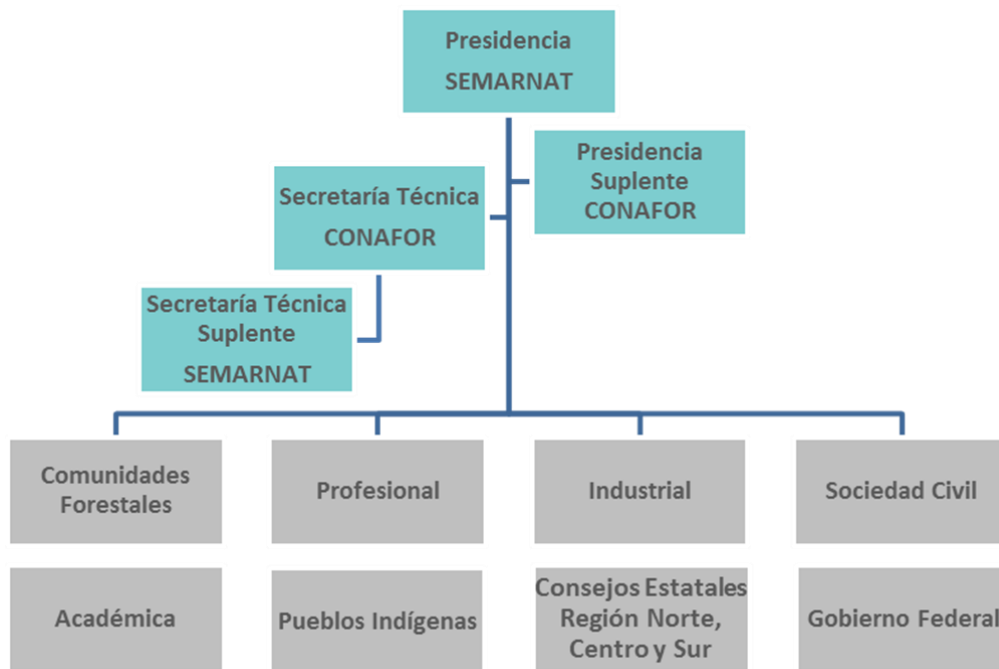 Presidencia
SEMARNAT
Presidencia
Suplente
CONAFOR
Secretaría Técnica
CONAFOR
Secretaría Técnica
Suplente
SEMARNAT
Comunidades
Forestales
Profesional
Industrial
Sociedad Civil
Académica
Pueblos Indígenas
Consejos Estatales
Región Norte,
Centro y Sur
Gobierno Federal